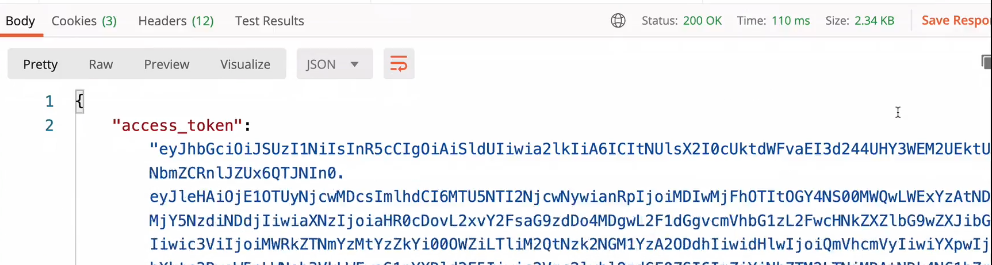 Body Cookies (3) Headers (12) Test Results Status: 200 OK Time: 110 ms Size: 2.34 KB Save Respo
Pretty Raw Preview Visualize JSON
1 {
2 "access_token":
"eyJhbGciOiJSUzI1NiIsInR5cCIgOiAiSldUIiwia2lkIiA6ICItNUlsX2I0cUktdWFvaEI3d244UHY3WEM2UEktU
NbmZCRnlJZUx6QTJNIn0.
eyJleHAiOjE1OTUyNjcwMDcsImlhdCI6MTU5NTI2NjcwNywianRpIjoiMDIwMjFhOTItOGY4NS00MWQwLWExYzAtND
MjY5NzdiNDdjIiwiaXNzIjoiaHR0cDovL2xvY2FsaG9zdDo4MDgwL2F1dGgvcmVhbG1zL2FwcHNkZXZlbG9wZXJibG
Iiwic3ViIjoiMWRkZTNmYzMtYzZkYi00OWZiLTliM2QtNzk2NGM1YzA2ODdhIiwidHlwIjoiQmVhcmVyIiwiYXpwIj